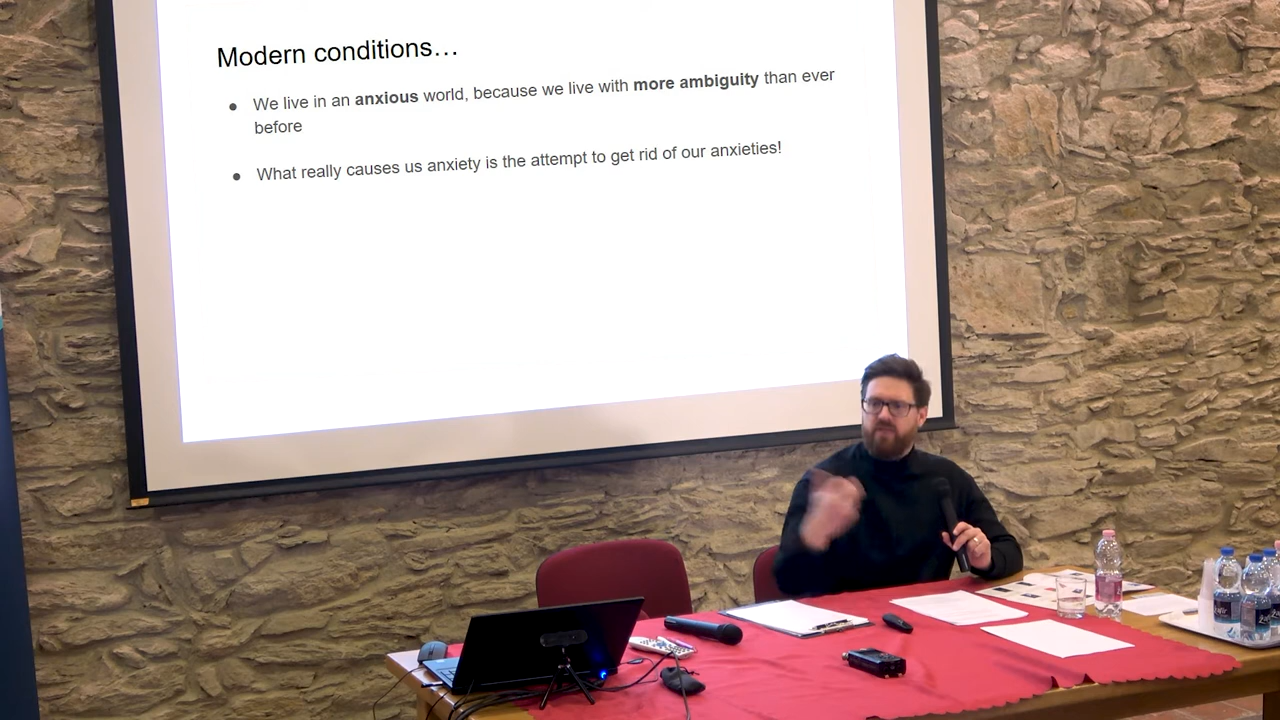 Modern conditions…
● We live in an anxious world, because we live with more ambiguity than ever
before
● What really causes us anxiety is the attempt to get rid of our anxieties!